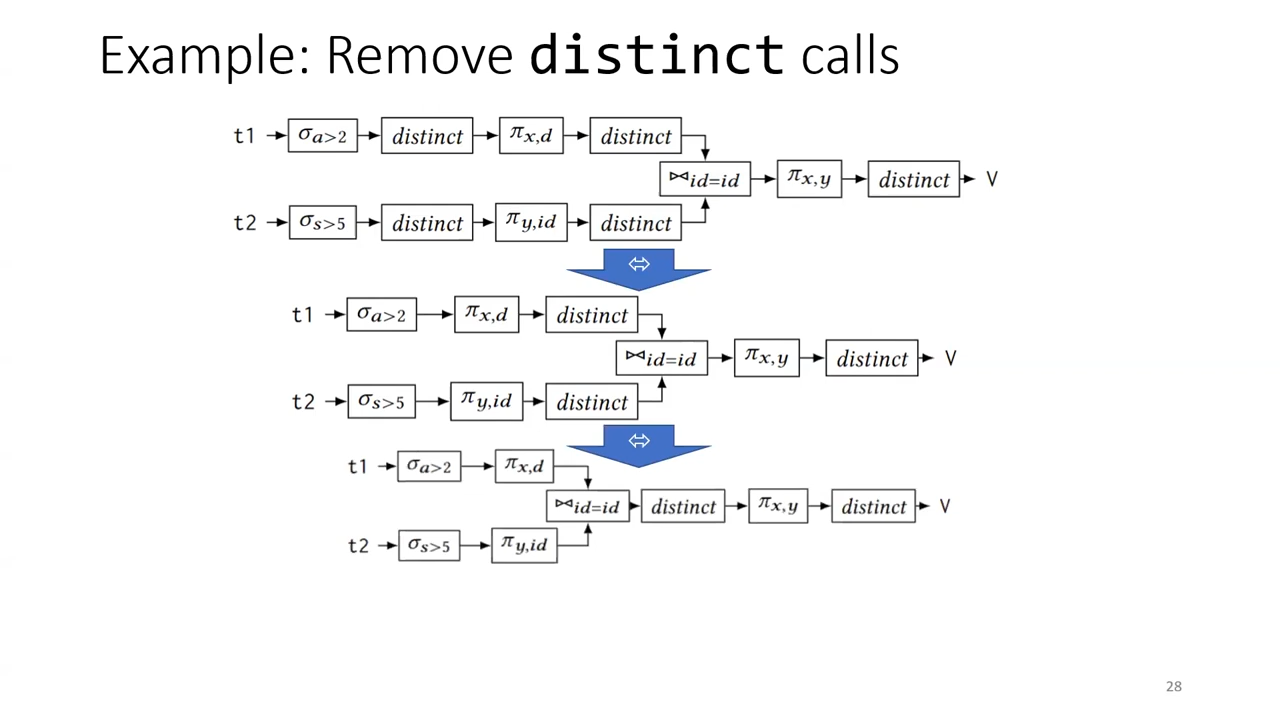 Example: Remove distinct calls
t1 σa>2 distinct πx,d distinct
⋈id=id πx,y distinct V
t2 σs>5 distinct πy,id distinct
⇔
t1 σa>2 πx,d distinct
⋈id=id πx,y distinct V
t2 σs>5 πy,id distinct
⇔
t1 σa>2 πx,d
⋈id=id distinct πx,y distinct V
t2 σs>5 πy,id
28